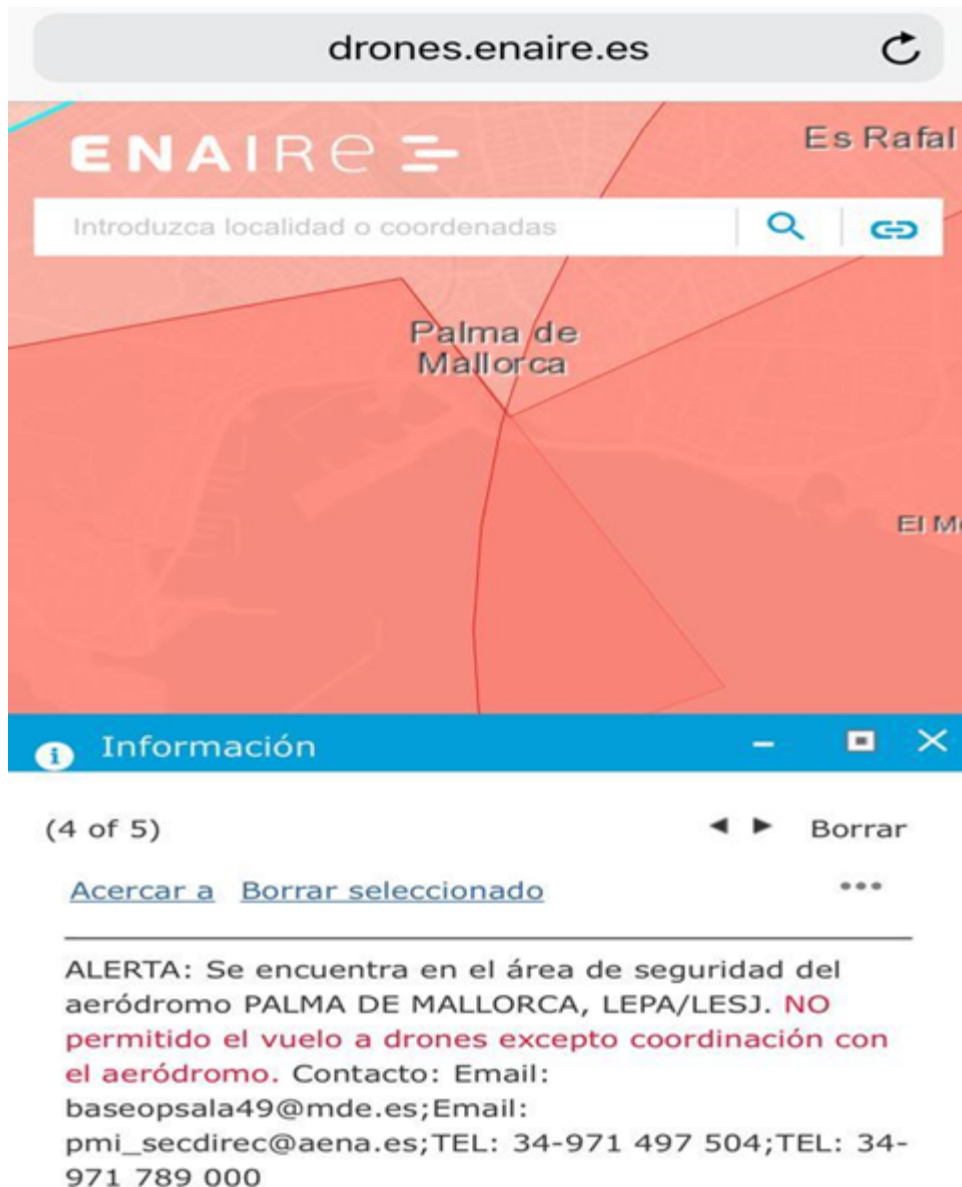 drones.enaire.es
ENAIRe
Es Rafal
Introduzca localidad o coordenadas
Palma de
Mallorca
El M
Información
(4 of 5)
Borrar
Acercar a Borrar seleccionado
ALERTA: Se encuentra en el área de seguridad del
aeródromo PALMA DE MALLORCA, LEPA/LESJ. NO
permitido el vuelo a drones excepto coordinación con
el aeródromo. Contacto: Email:
baseopsala49@mde.es;Email:
pmi_secdirec@aena.es;TEL: 34-971 497 504;TEL: 34-
971 789 000